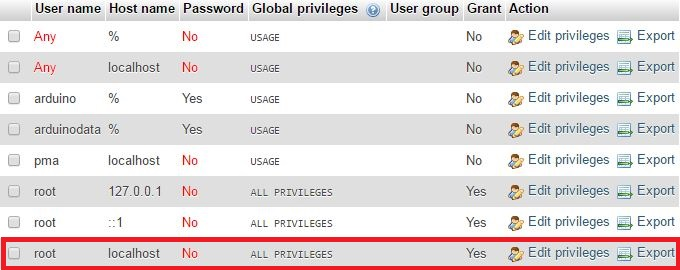 User name Host name Password Global privileges ? User group Grant Action
Any % No USAGE No Edit privileges Export
Any localhost No USAGE No Edit privileges Export
arduino % Yes USAGE No Edit privileges Export
arduinodata % Yes USAGE No Edit privileges Export
pma localhost No USAGE No Edit privileges Export
root 127.0.0.1 No ALL PRIVILEGES Yes Edit privileges Export
root ::1 No ALL PRIVILEGES Yes Edit privileges Export
root localhost No ALL PRIVILEGES Yes Edit privileges Export